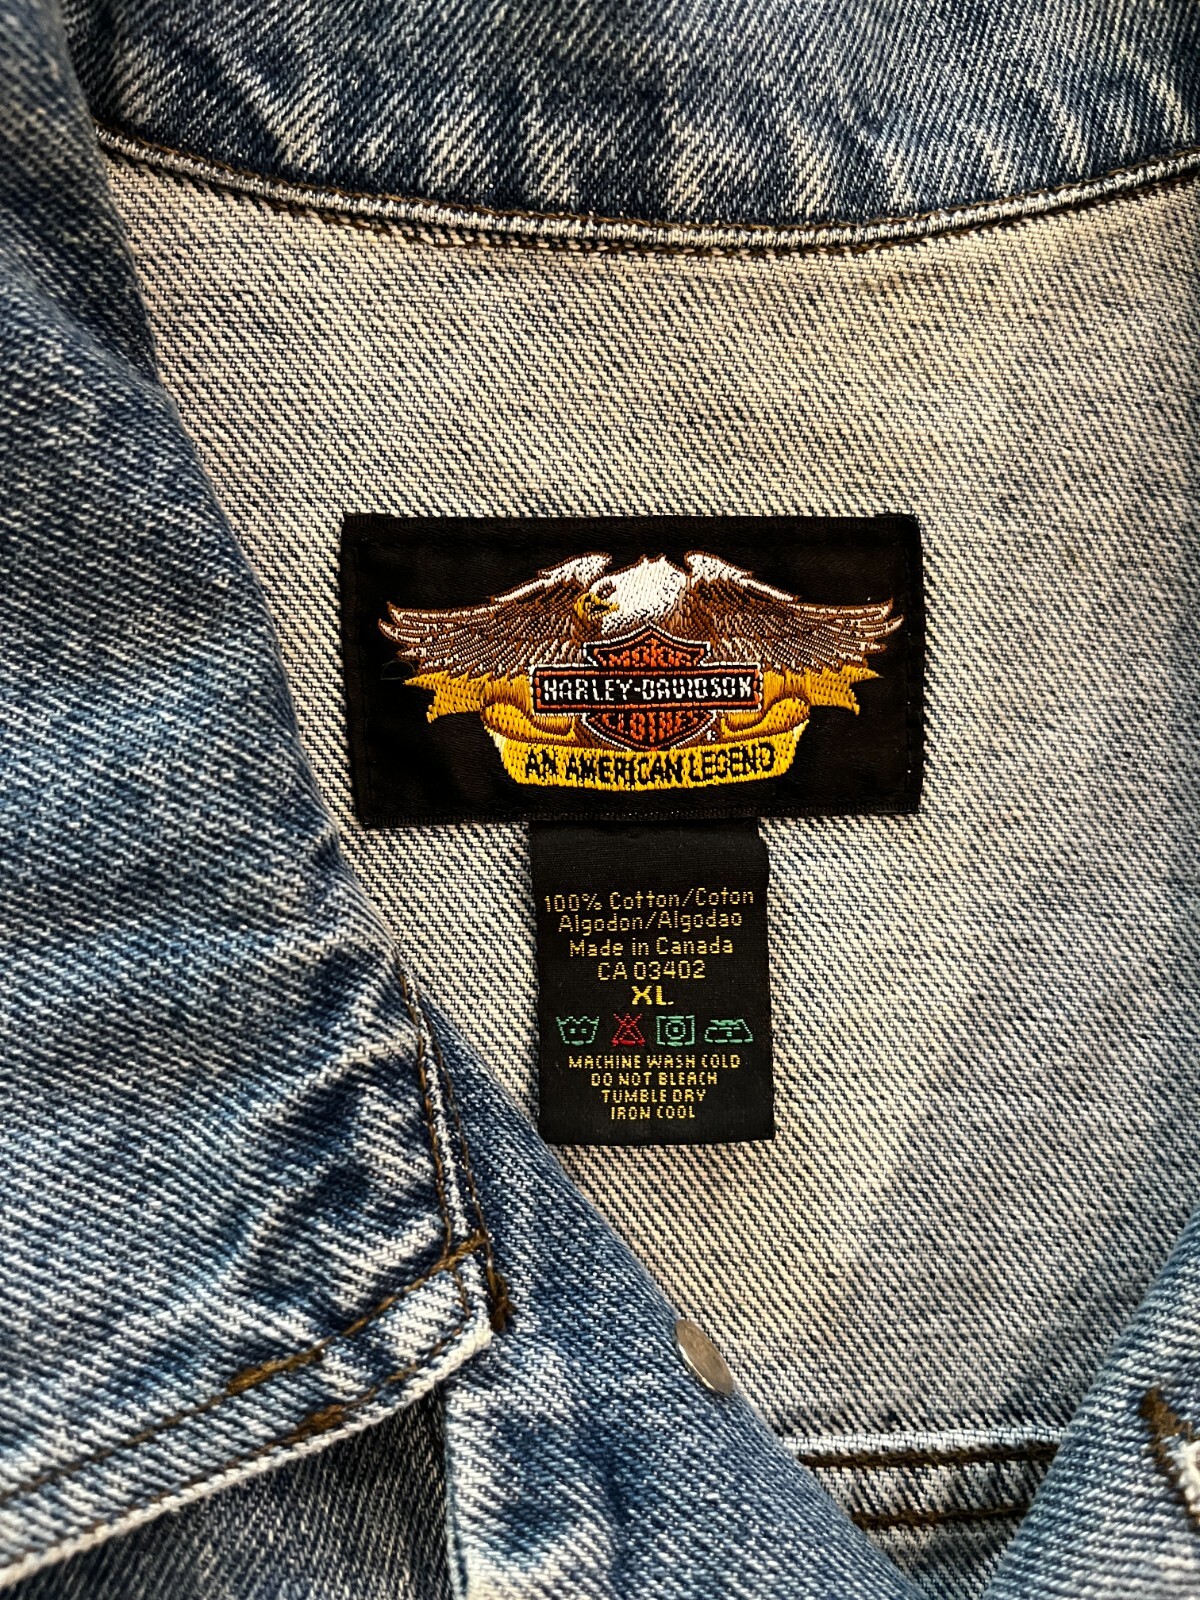 MOTOR
HARLEY-DAVIDSON
CLOTHES
®
AN AMERICAN LEGEND
100% Cotton/Coton
Algodon/Algodao
Made in Canada
CA 03402
XL
MACHINE WASH COLD
DO NOT BLEACH
TUMBLE DRY
IRON COOL